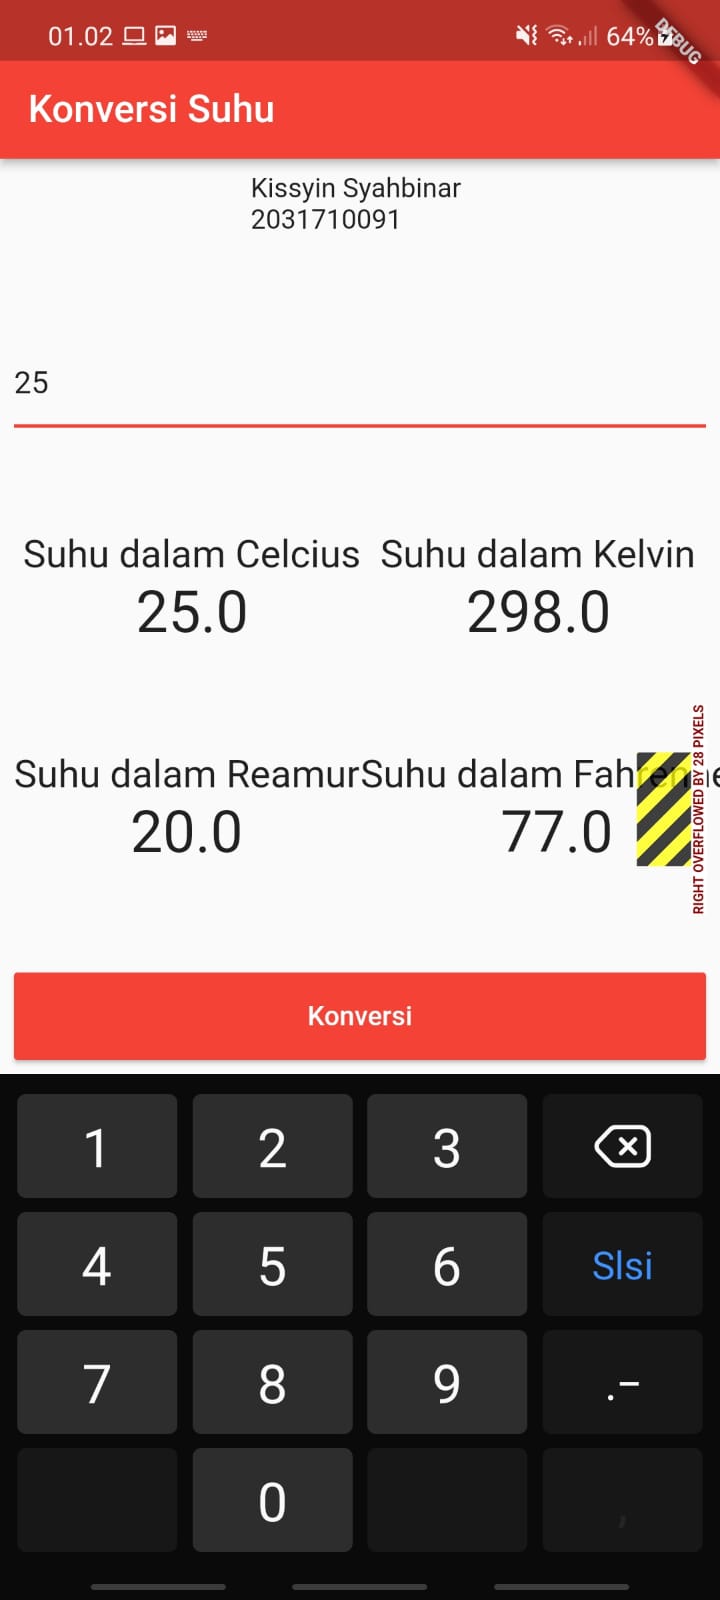 01.02
64%
DEBUG
Konversi Suhu
Kissyin Syahbinar
2031710091
25
Suhu dalam Celcius Suhu dalam Kelvin
25.0 298.0
Suhu dalam Reamur Suhu dalam Fahrenhe
20.0 77.0
RIGHT OVERFLOWED BY 28 PIXELS
Konversi
1 2 3
4 5 6 Slsi
7 8 9 .-
0 ,